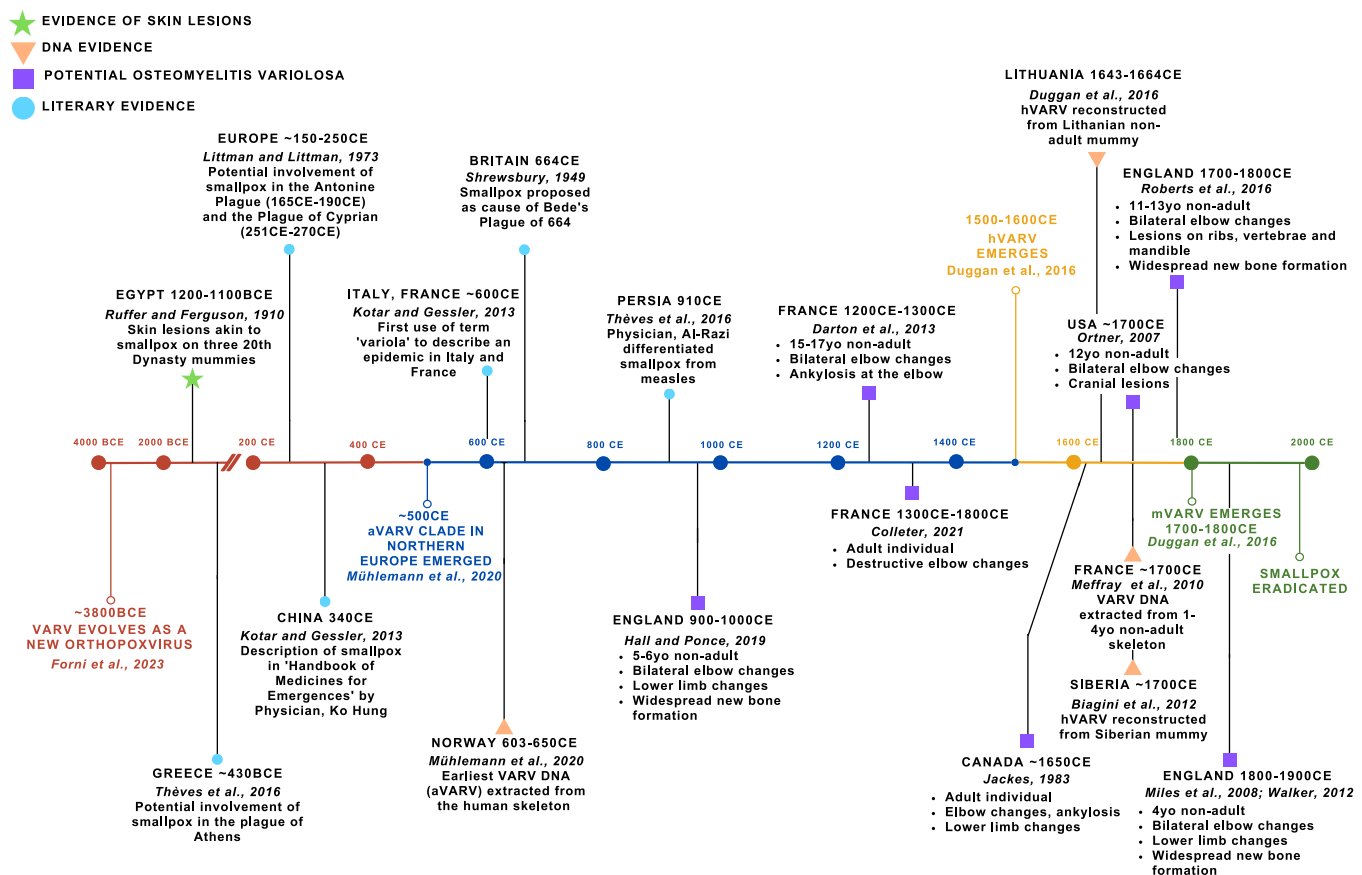 EVIDENCE OF SKIN LESIONS
DNA EVIDENCE
POTENTIAL OSTEOMYELITIS VARIOLOSA
LITERARY EVIDENCE
EUROPE ~150-250CE
Littman and Littman, 1973
Potential involvement of
smallpox in the Antonine
Plague (165CE-190CE)
and the Plague of Cyprian
(251CE-270CE)
BRITAIN 664CE
Shrewsbury, 1949
Smallpox proposed
as cause of Bede's
Plague of 664
LITHUANIA 1643-1664CE
Duggan et al., 2016
hVARV reconstructed
from Lithanian non-
adult mummy
ENGLAND 1700-1800CE
Roberts et al., 2016
• 11-13yo non-adult
• Bilateral elbow changes
• Lesions on ribs, vertebrae and
mandible
• Widespread new bone formation
1500-1600CE
hVARV
EMERGES
Duggan et al., 2016
EGYPT 1200-1100BCE
Ruffer and Ferguson, 1910
Skin lesions akin to
smallpox on three 20th
Dynasty mummies
ITALY, FRANCE ~600CE
Kotar and Gessler, 2013
First use of term
'variola' to describe an
epidemic in Italy and
France
PERSIA 910CE
Thèves et al., 2016
Physician, Al-Razi
differentiated
smallpox from
measles
FRANCE 1200CE-1300CE
Darton et al., 2013
• 15-17yo non-adult
• Bilateral elbow changes
• Ankylosis at the elbow
USA ~1700CE
Ortner, 2007
• 12yo non-adult
• Bilateral elbow changes
• Cranial lesions
4000 BCE
2000 BCE
200 CE
400 CE
600 CE
800 CE
1000 CE
1200 CE
1400 CE
1600 CE
1800 CE
2000 CE
~3800BCE
VARV EVOLVES AS A
NEW ORTHOPOXVIRUS
Forni et al., 2023
GREECE ~430BCE
Thèves et al., 2016
Potential involvement of
smallpox in the plague of
Athens
CHINA 340CE
Kotar and Gessler, 2013
Description of smallpox
in 'Handbook of
Medicines for
Emergences' by
Physician, Ko Hung
~500CE
aVARV CLADE IN
NORTHERN
EUROPE EMERGED
Mühlemann et al., 2020
NORWAY 603-650CE
Mühlemann et al., 2020
Earliest VARV DNA
(aVARV) extracted from
the human skeleton
ENGLAND 900-1000CE
Hall and Ponce, 2019
• 5-6yo non-adult
• Bilateral elbow changes
• Lower limb changes
• Widespread new bone
formation
FRANCE 1300CE-1800CE
Colleter, 2021
• Adult individual
• Destructive elbow changes
CANADA ~1650CE
Jackes, 1983
• Adult individual
• Elbow changes, ankylosis
• Lower limb changes
FRANCE ~1700CE
Meffray et al., 2010
VARV DNA
extracted from 1-
4yo non-adult
skeleton
SIBERIA ~1700CE
Biagini et al., 2012
hVARV reconstructed
from Siberian mummy
mVARV EMERGES
1700-1800CE
Duggan et al., 2016
SMALLPOX
ERADICATED
ENGLAND 1800-1900CE
Miles et al., 2008; Walker, 2012
• 4yo non-adult
• Bilateral elbow changes
• Lower limb changes
• Widespread new bone
formation